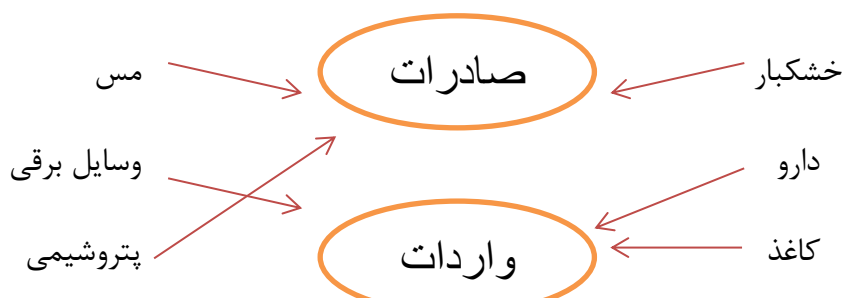 خشکبار
صادرات
مس
دارو
وسایل برقی
کاغذ
واردات
پتروشیمی